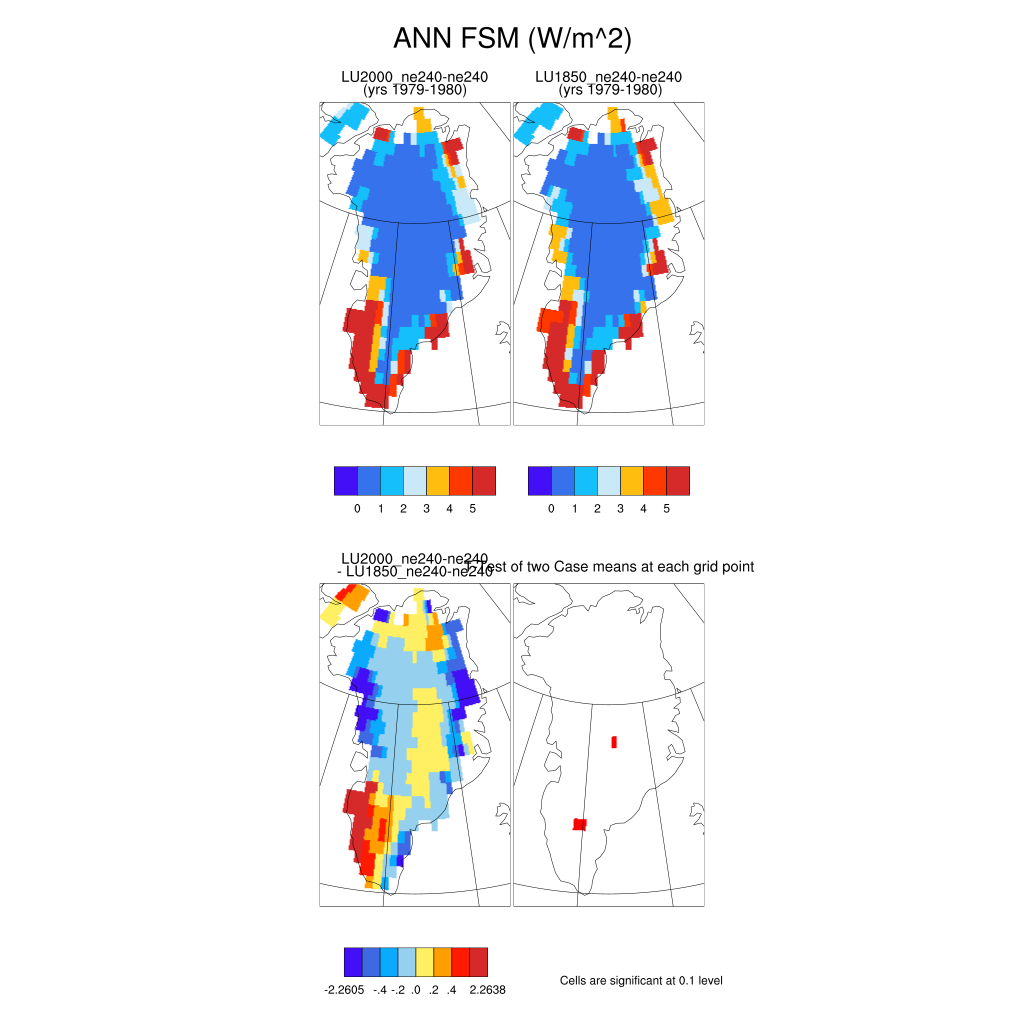 ANN FSM (W/m^2)
LU2000_ne240-ne240
(yrs 1979-1980)
LU1850_ne240-ne240
(yrs 1979-1980)
0 1 2 3 4 5
0 1 2 3 4 5
LU2000_ne240-ne240
- LU1850_ne240-ne240
T-Test of two Case means at each grid point
-2.2605 -.4 -.2 .0 .2 .4 2.2638
Cells are significant at 0.1 level